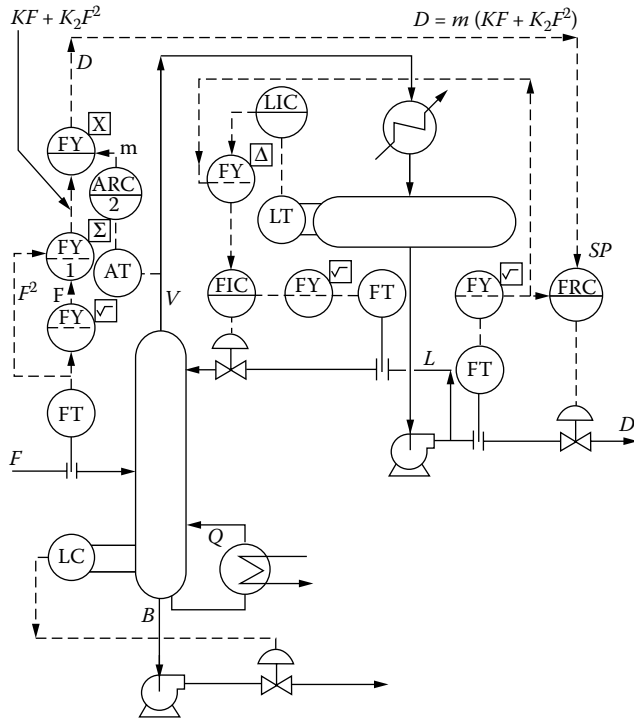 KF + K₂F²
D = m (KF + K₂F²)
D
X
FY
m
LIC
Δ
FY
ARC
2
LT
Σ
FY
1
AT
SP
F²
F
V
FIC
√
FY
FT
√
FY
FRC
√
FY
FT
L
FT
D
F
Q
LC
B